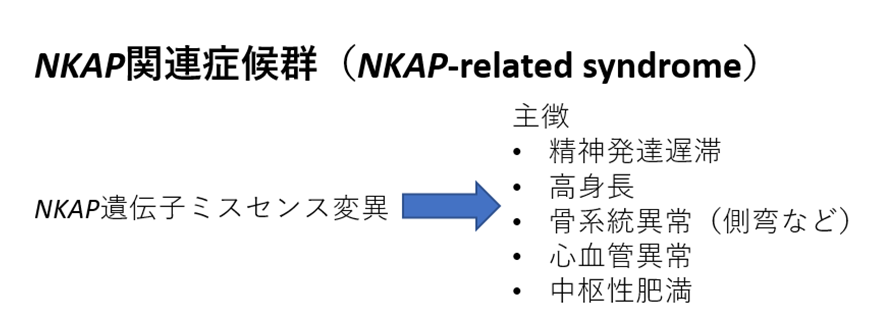 NKAP関連症候群（NKAP-related syndrome）
主徴
• 精神発達遅滞
• 高身長
• 骨系統異常（側弯など）
• 心血管異常
• 中枢性肥満
NKAP遺伝子ミスセンス変異